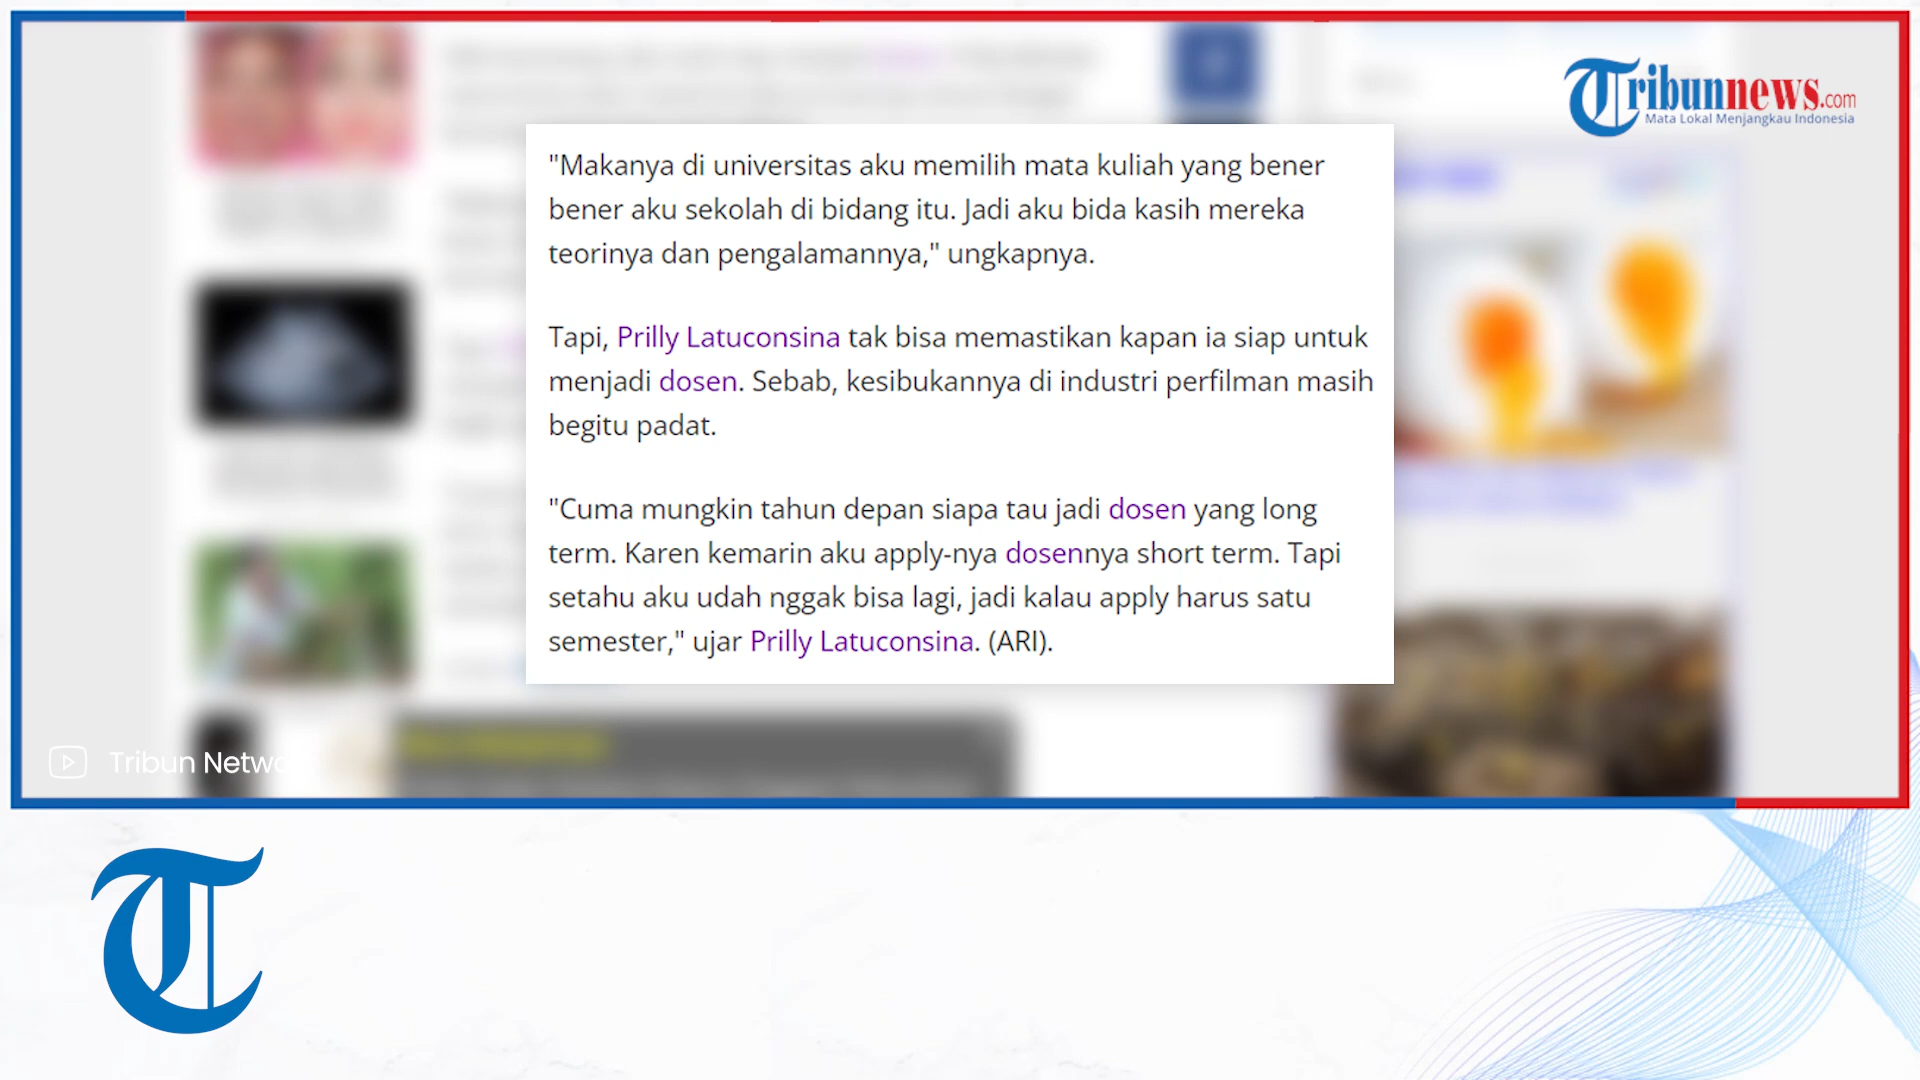 Tribunnews.com
Mata Lokal Menjangkau Indonesia
"Makanya di universitas aku memilih mata kuliah yang bener
bener aku sekolah di bidang itu. Jadi aku bida kasih mereka
teorinya dan pengalamannya," ungkapnya.
Tapi, Prilly Latuconsina tak bisa memastikan kapan ia siap untuk
menjadi dosen. Sebab, kesibukannya di industri perfilman masih
begitu padat.
"Cuma mungkin tahun depan siapa tau jadi dosen yang long
term. Karen kemarin aku apply-nya dosennya short term. Tapi
setahu aku udah nggak bisa lagi, jadi kalau apply harus satu
semester," ujar Prilly Latuconsina. (ARI).
Tribun Netwo
T